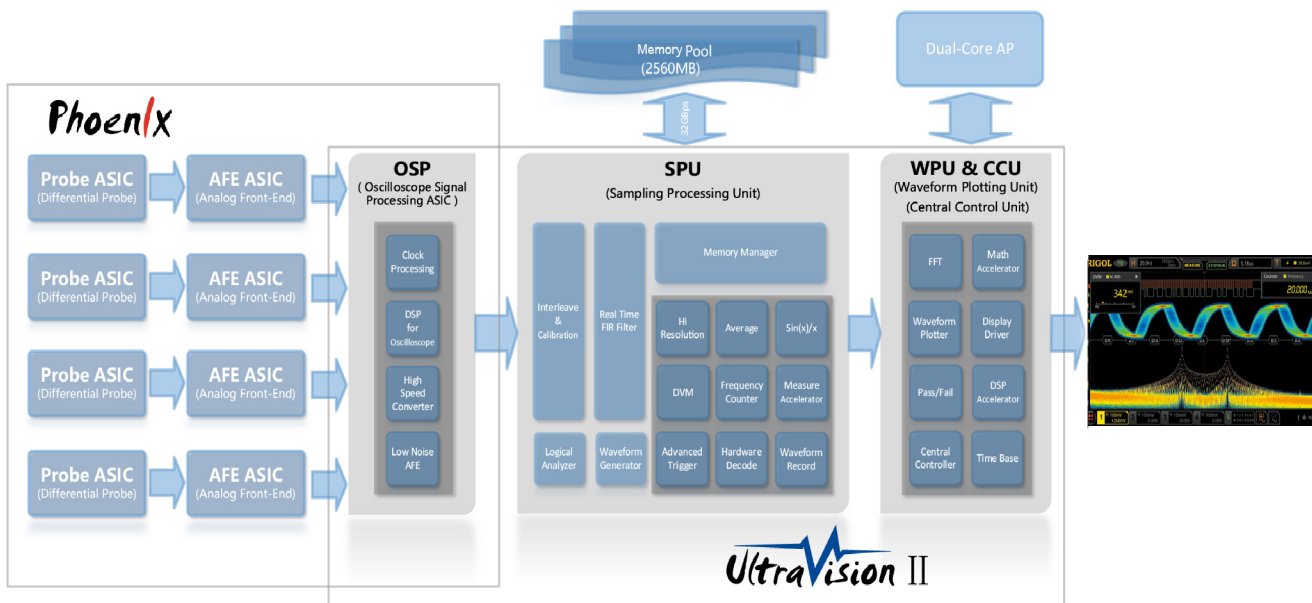 Memory Pool
(2560MB)
Dual-Core AP
32GBps
Phoenix
Probe ASIC
(Differential Probe)
AFE ASIC
(Analog Front-End)
Probe ASIC
(Differential Probe)
AFE ASIC
(Analog Front-End)
Probe ASIC
(Differential Probe)
AFE ASIC
(Analog Front-End)
Probe ASIC
(Differential Probe)
AFE ASIC
(Analog Front-End)
OSP
( Oscilloscope Signal
Processing ASIC )
Clock
Processing
DSP
for
Oscilloscope
High
Speed
Converter
Low Noise
AFE
SPU
(Sampling Processing Unit)
Interleave
&
Calibration
Real Time
FIR Filter
Memory Manager
Hi
Resolution
Average
Sin(x)/x
DVM
Frequency
Counter
Measure
Accelerator
Logical
Analyzer
Waveform
Generator
Advanced
Trigger
Hardware
Decode
Waveform
Record
WPU & CCU
(Waveform Plotting Unit)
(Central Control Unit)
FFT
Math
Accelerator
Waveform
Plotter
Display
Driver
Pass/Fail
DSP
Accelerator
Central
Controller
Time Base
RIGOL
H
D
T
DVM
Counter
342
20.000
1
UltraVision II